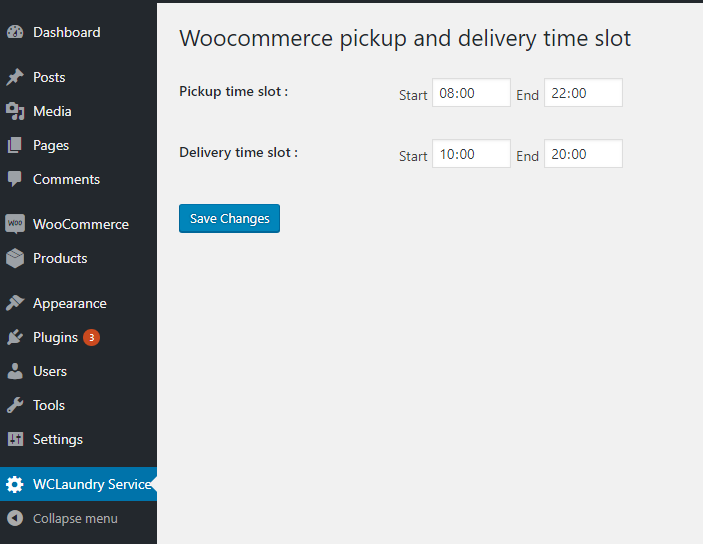 Dashboard
Posts
Media
Pages
Comments
WOO WooCommerce
Products
Appearance
Plugins 3
Users
Tools
Settings
WCLaundry Service
Collapse menu
Woocommerce pickup and delivery time slot
Pickup time slot : Start 08:00 End 22:00
Delivery time slot : Start 10:00 End 20:00
Save Changes